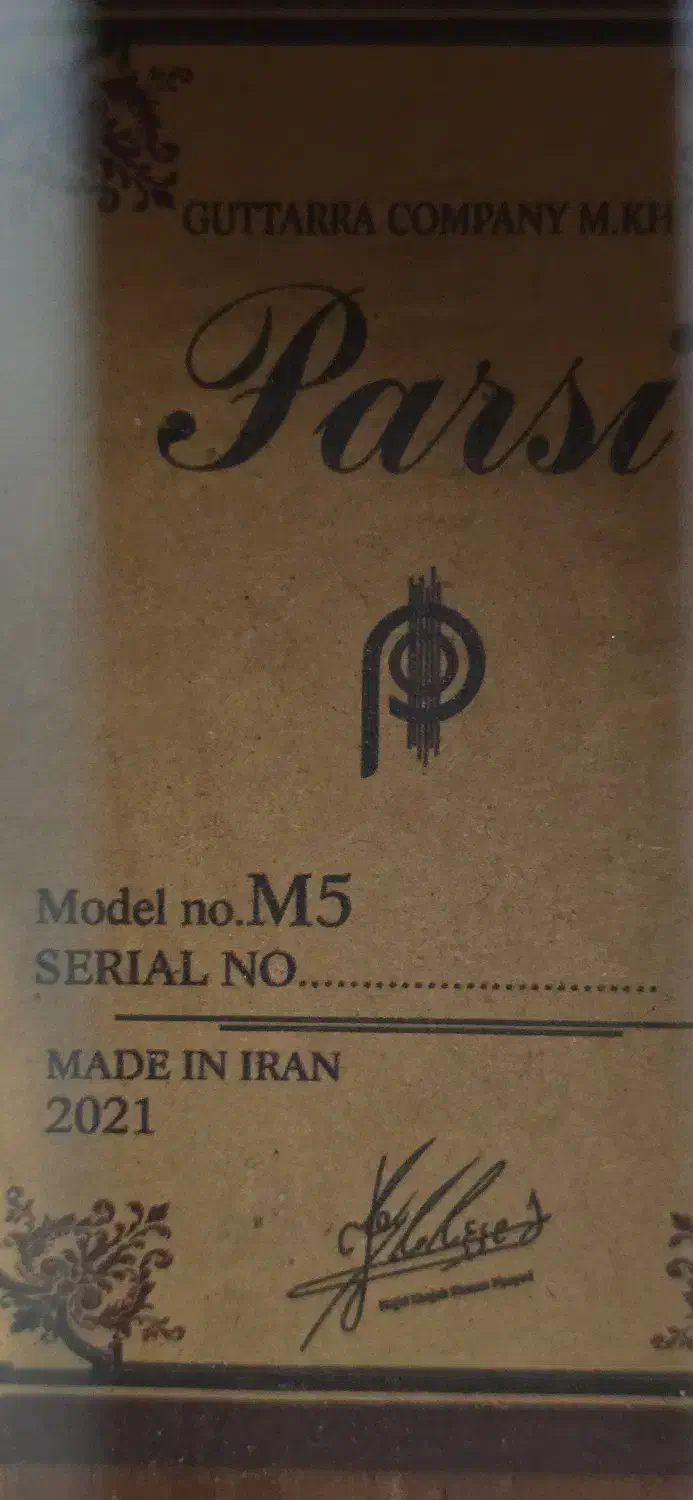 GUTTARRA COMPANY M.KH
Parsi
Model no.M5
SERIAL NO.............................
MADE IN IRAN
2021